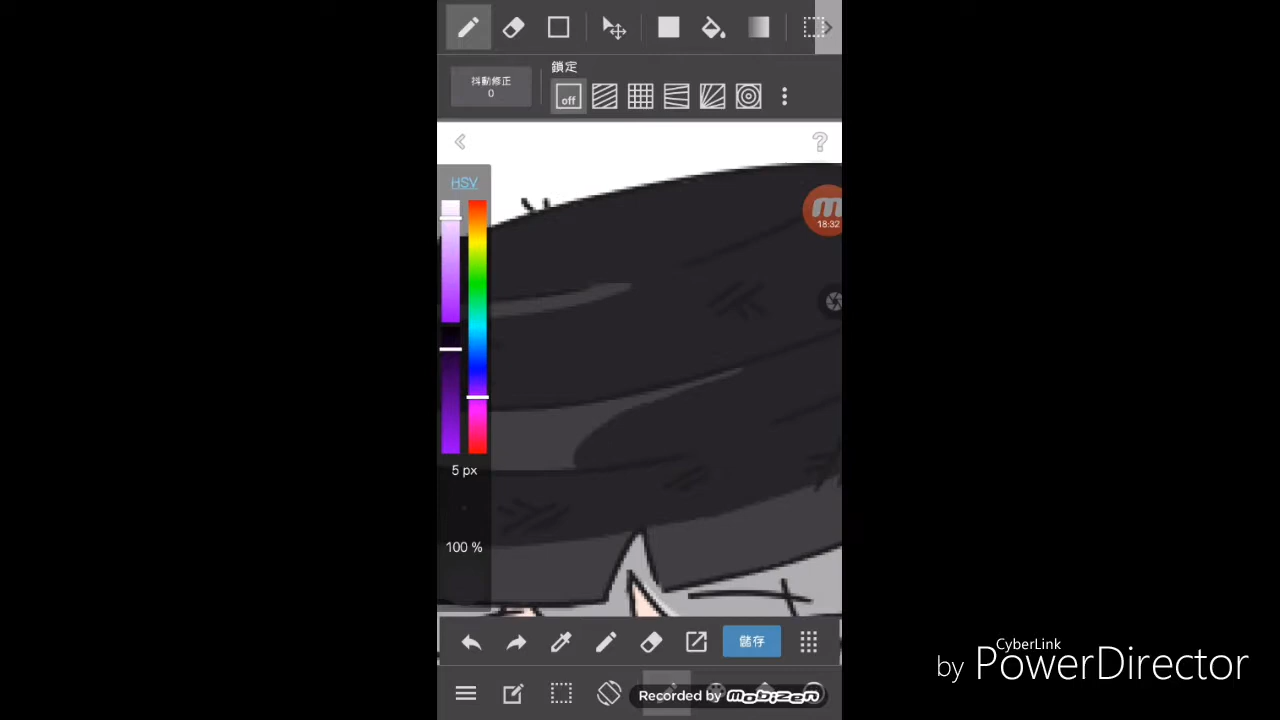 鎖定
抖動修正
0
off
HSV
18:32
5 px
100 %
儲存
Recorded by mobizen
CyberLink
by PowerDirector